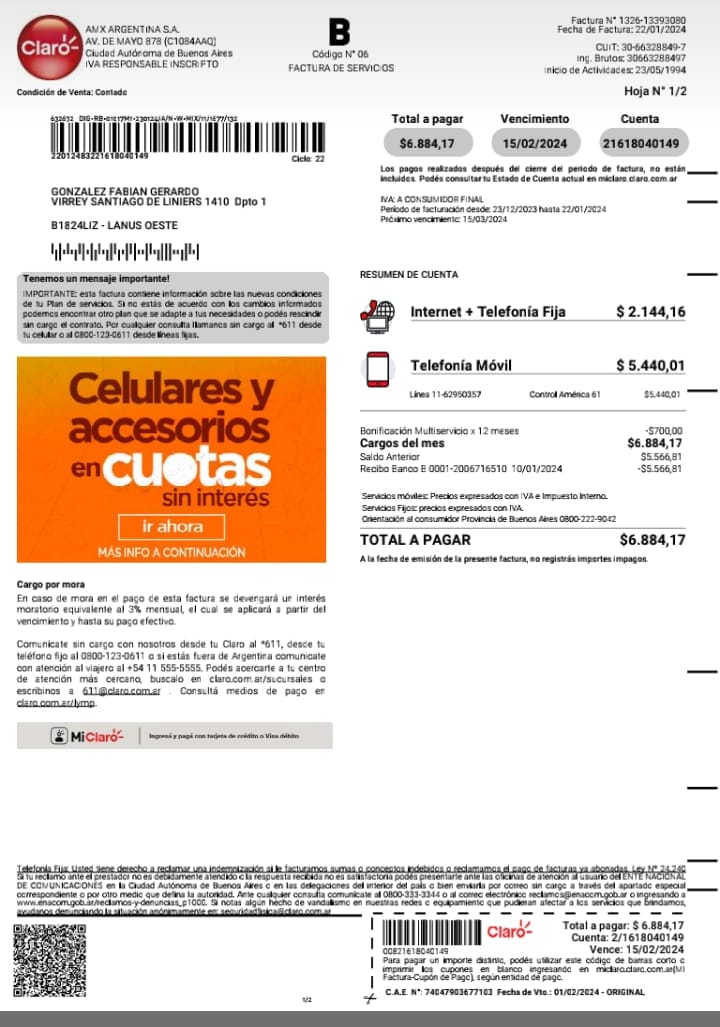 Claro
AMX ARGENTINA S.A.
AV. DE MAYO 878 (C1084AAQ)
Ciudad Autónoma de Buenos Aires
IVA RESPONSABLE INSCRIPTO
B
Código N° 06
FACTURA DE SERVICIOS
Factura N° 1326-13393080
Fecha de Factura: 22/01/2024
CUIT: 30-66328849-7
Ing. Brutos: 30663288497
Inicio de Actividades: 23/05/1994
Condición de Venta: Contado
Hoja N° 1/2
22012483221618040149
Ciclo: 22
Total a pagar
Vencimiento
Cuenta
$6.884,17
15/02/2024
21618040149
Los pagos realizados después del cierre del periodo de factura, no están
incluidos. Podés consultar tu Estado de Cuenta actual en miclaro.claro.com.ar
GONZALEZ FABIAN GERARDO
VIRREY SANTIAGO DE LINIERS 1410 Dpto 1
B1824LIZ - LANUS OESTE
IVA: A CONSUMIDOR FINAL
Período de facturación desde: 23/12/2023 hasta 22/01/2024
Próximo vencimiento: 15/03/2024
Tenemos un mensaje importante!
IMPORTANTE: esta factura contiene información sobre las nuevas condiciones
de tu Plan de servicios. Si no estás de acuerdo con los cambios informados
podemos encontrar otro plan que se adapte a tus necesidades o podés rescindir
sin cargo el contrato. Por cualquier consulta llamanos sin cargo al *611 desde
tu celular o al 0800-123-0611 desde líneas fijas.
RESUMEN DE CUENTA
Internet + Telefonía Fija $ 2.144,16
Telefonía Móvil $ 5.440,01
Línea 11-62950357 Control América 61 $5.440,01
Bonificación Multiservicio x 12 meses -$700,00
Cargos del mes $6.884,17
Saldo Anterior $5.566,81
Recibo Banco E 0001-2006716510 10/01/2024 -$5.566,81
Servicios móviles: Precios expresados con IVA e Impuesto Interno.
Servicios Fijos: precios expresados con IVA.
Orientación al consumidor Provincia de Buenos Aires 0800-222-9042
TOTAL A PAGAR $6.884,17
A la fecha de emisión de la presente factura, no registrás importes impagos.
Celulares y
accesorios
en cuotas
sin interés
ir ahora
MÁS INFO A CONTINUACIÓN
Cargo por mora
En caso de mora en el pago de esta factura se devengará un interés
moratorio equivalente al 3% mensual, el cual se aplicará a partir del
vencimiento y hasta su pago efectivo.
Comunicate sin cargo con nosotros desde tu Claro al *611, desde tu
teléfono fijo al 0800-123-0611 o si estás fuera de Argentina comunicate
con atención al viajero al +54 11 555-5555. Podés acercarte a tu centro
de atención más cercano, buscalo en claro.com.ar/sucursales o
escribinos a 611@claro.com.ar . Consultá medios de pago en
claro.com.ar/lymp.
MiClaro
Ingresá y pagá con tarjeta de crédito o Visa débito
Telefonía Fija: Usted tiene derecho a reclamar una indemnización si le facturamos sumas o conceptos indebidos o reclamamos el pago de facturas ya abonadas. Ley N° 24.240
Si tu reclamo ante el prestador no es debidamente atendido o la respuesta recibida no es satisfactoria podés presentarte ante las oficinas de atención al usuario del ENTE NACIONAL
DE COMUNICACIONES en la Ciudad Autónoma de Buenos Aires o en las delegaciones del interior del país o bien enviarla por correo sin cargo a través del apartado especial
correspondiente o por otro medio que defina la autoridad. Ante cualquier consulta comunícate al 0800-333-3344 o al correo electrónico reclamos@enacom.gob.ar o ingresando a
www.enacom.gob.ar/reclamos-y-denuncias_p1000. Si notas algún hecho de vandalismo en nuestras redes o equipamiento que pudieran afectar a los servicios que brindamos,
ayudanos denunciando la situación anónimamente en: seguridadfisica@claro.com.ar
00821618040149
Claro
Total a pagar: $ 6.884,17
Cuenta: 2/1618040149
Vence: 15/02/2024
Para pagar un importe distinto, podés utilizar este código de barras corto o
imprimir los cupones en blanco ingresando en miclaro.claro.com.ar(MI
Factura-Cupón de Pago), según entidad de pago.
C.A.E. N°: 74047903677103 Fecha de Vto.: 01/02/2024 - ORIGINAL
1/2